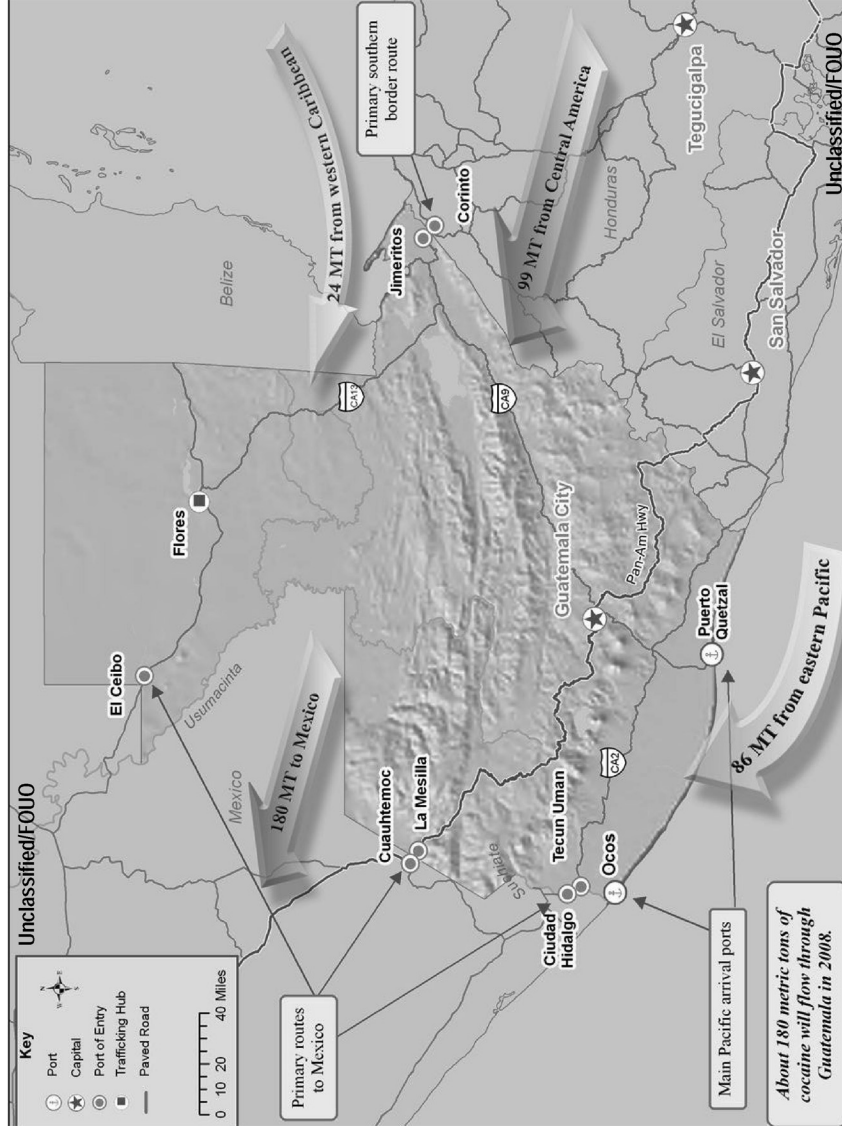 Unclassified/FOUO
Key
Port
Capital
Port of Entry
Trafficking Hub
Paved Road
N
W
E
S
0 10 20 40 Miles
Primary routes
to Mexico
Main Pacific arrival ports
About 180 metric tons of
cocaine will flow through
Guatemala in 2008.
Mexico
180 MT to Mexico
Cuauhtemoc
La Mesilla
Suchiate
Ciudad
Hidalgo
Tecun Uman
Ocos
El Ceibo
Usumacinta
Flores
CA2
Guatemala City
Pan-Am Hwy
Puerto
Quetzal
86 MT from eastern Pacific
CA13
CA9
Belize
24 MT from western Caribbean
Primary southern
border route
Jimeritos
Corinto
99 MT from Central America
Honduras
El Salvador
San Salvador
Tegucigalpa
Unclassified/FOUO